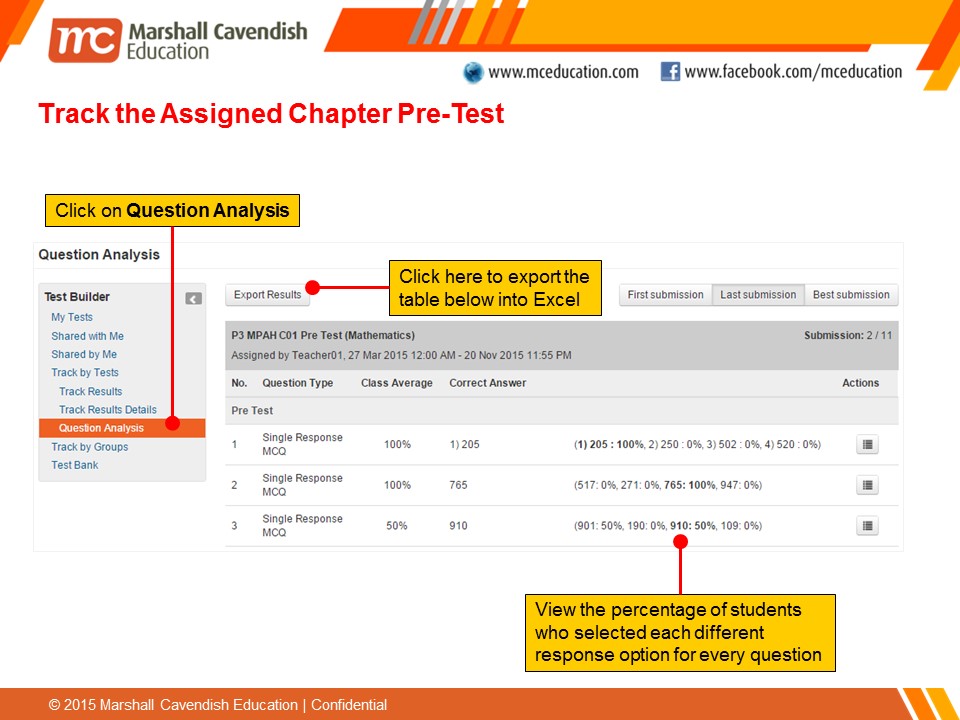 mc Marshall Cavendish
Education
www.mceducation.com f www.facebook.com/mceducation
Track the Assigned Chapter Pre-Test
Click on Question Analysis
Question Analysis
Click here to export the
table below into Excel
Test Builder
My Tests
Shared with Me
Shared by Me
Track by Tests
Track Results
Track Results Details
Question Analysis
Track by Groups
Test Bank
Export Results
First submission Last submission Best submission
P3 MPAH C01 Pre Test (Mathematics) Submission: 2 / 11
Assigned by Teacher01, 27 Mar 2015 12:00 AM - 20 Nov 2015 11:55 PM
No. Question Type Class Average Correct Answer Actions
Pre Test
1 Single Response
MCQ 100% 1) 205 (1) 205 : 100%, 2) 250 : 0%, 3) 502 : 0%, 4) 520 : 0%)
2 Single Response
MCQ 100% 765 (517: 0%, 271: 0%, 765: 100%, 947: 0%)
3 Single Response
MCQ 50% 910 (901: 50%, 190: 0%, 910: 50%, 109: 0%)
View the percentage of students
who selected each different
response option for every question
© 2015 Marshall Cavendish Education | Confidential